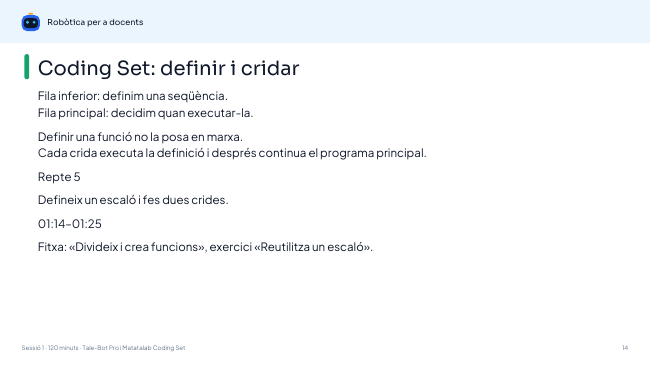 Robòtica per a docents
Coding Set: definir i cridar
Fila inferior: definim una seqüència.
Fila principal: decidim quan executar-la.
Definir una funció no la posa en marxa.
Cada crida executa la definició i després continua el programa principal.
Repte 5
Defineix un escaló i fes dues crides.
01:14–01:25
Fitxa: «Divideix i crea funcions», exercici «Reutilitza un escaló».
Sessió 1 · 120 minuts · Tale-Bot Pro i Matatalab Coding Set
14